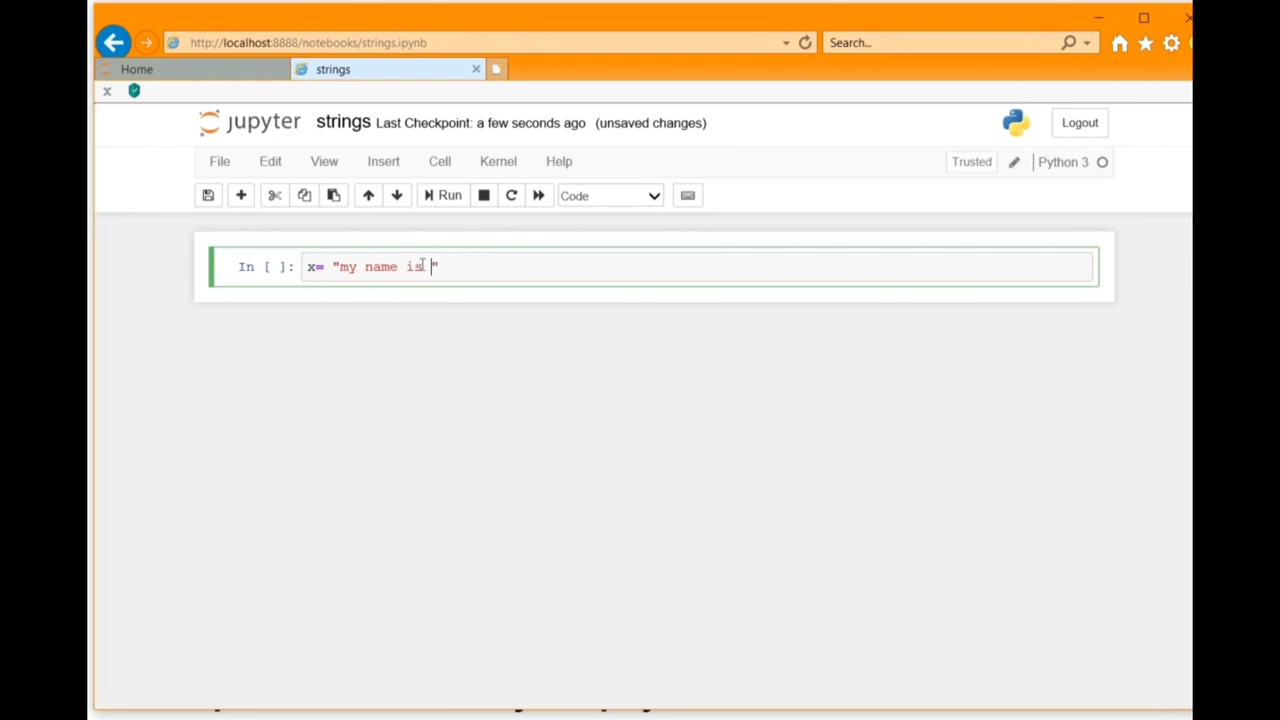 http://localhost:8888/notebooks/strings.ipynb
Search...
Home
strings
x
jupyter strings Last Checkpoint: a few seconds ago (unsaved changes)
Logout
File Edit View Insert Cell Kernel Help
Trusted Python 3
Run Code
In [ ]: x= "my name is "